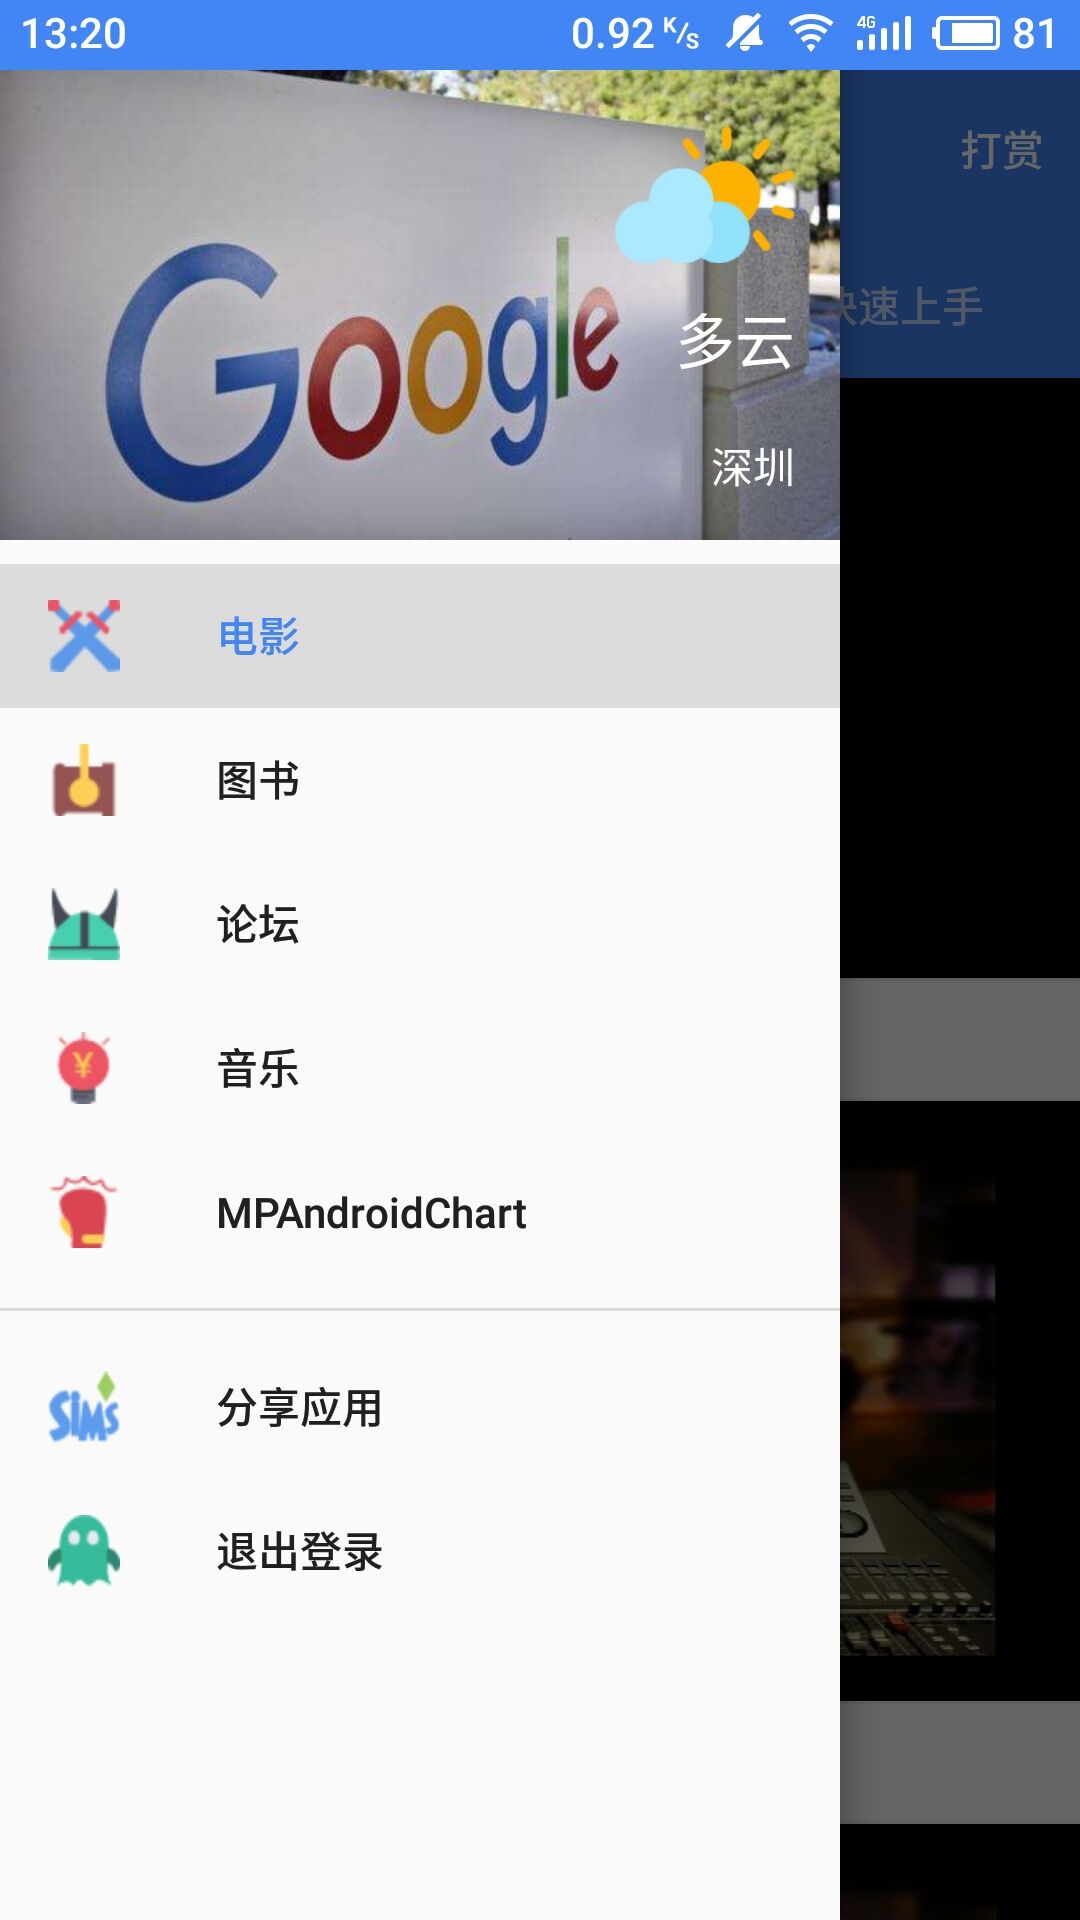 13:20 0.92 K/s 4G 81
打赏
Google
多云
快速上手
深圳
电影
图书
论坛
¥
音乐
MPAndroidChart
SiMs
分享应用
退出登录